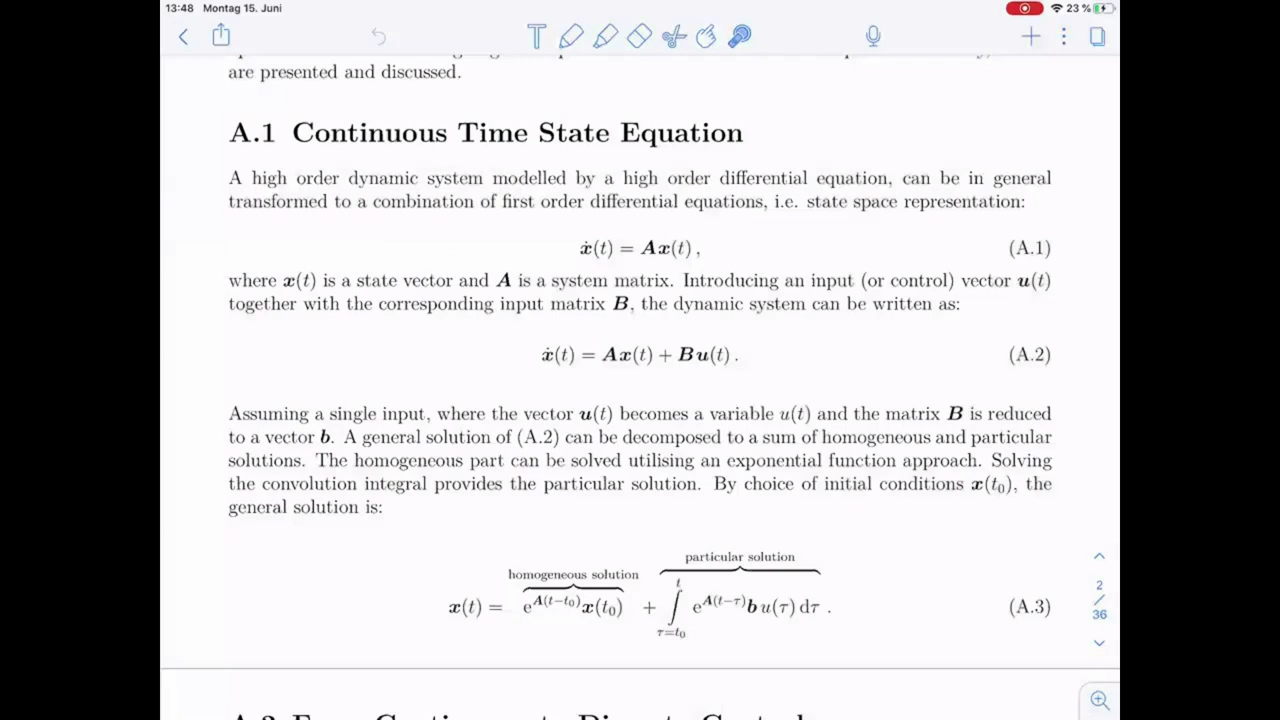 13:48 Montag 15. Juni
23 %
are presented and discussed.
A.1 Continuous Time State Equation
A high order dynamic system modelled by a high order differential equation, can be in general
transformed to a combination of first order differential equations, i.e. state space representation:
ẋ(t) = Ax(t) , (A.1)
where x(t) is a state vector and A is a system matrix. Introducing an input (or control) vector u(t)
together with the corresponding input matrix B, the dynamic system can be written as:
ẋ(t) = Ax(t) + Bu(t) . (A.2)
Assuming a single input, where the vector u(t) becomes a variable u(t) and the matrix B is reduced
to a vector b. A general solution of (A.2) can be decomposed to a sum of homogeneous and particular
solutions. The homogeneous part can be solved utilising an exponential function approach. Solving
the convolution integral provides the particular solution. By choice of initial conditions x(t₀), the
general solution is:
particular solution
homogeneous solution
x(t) = e^{A(t−t₀)}x(t₀) + ∫_{τ=t₀}^{t} e^{A(t−τ)}b u(τ) dτ . (A.3)
2
/
36